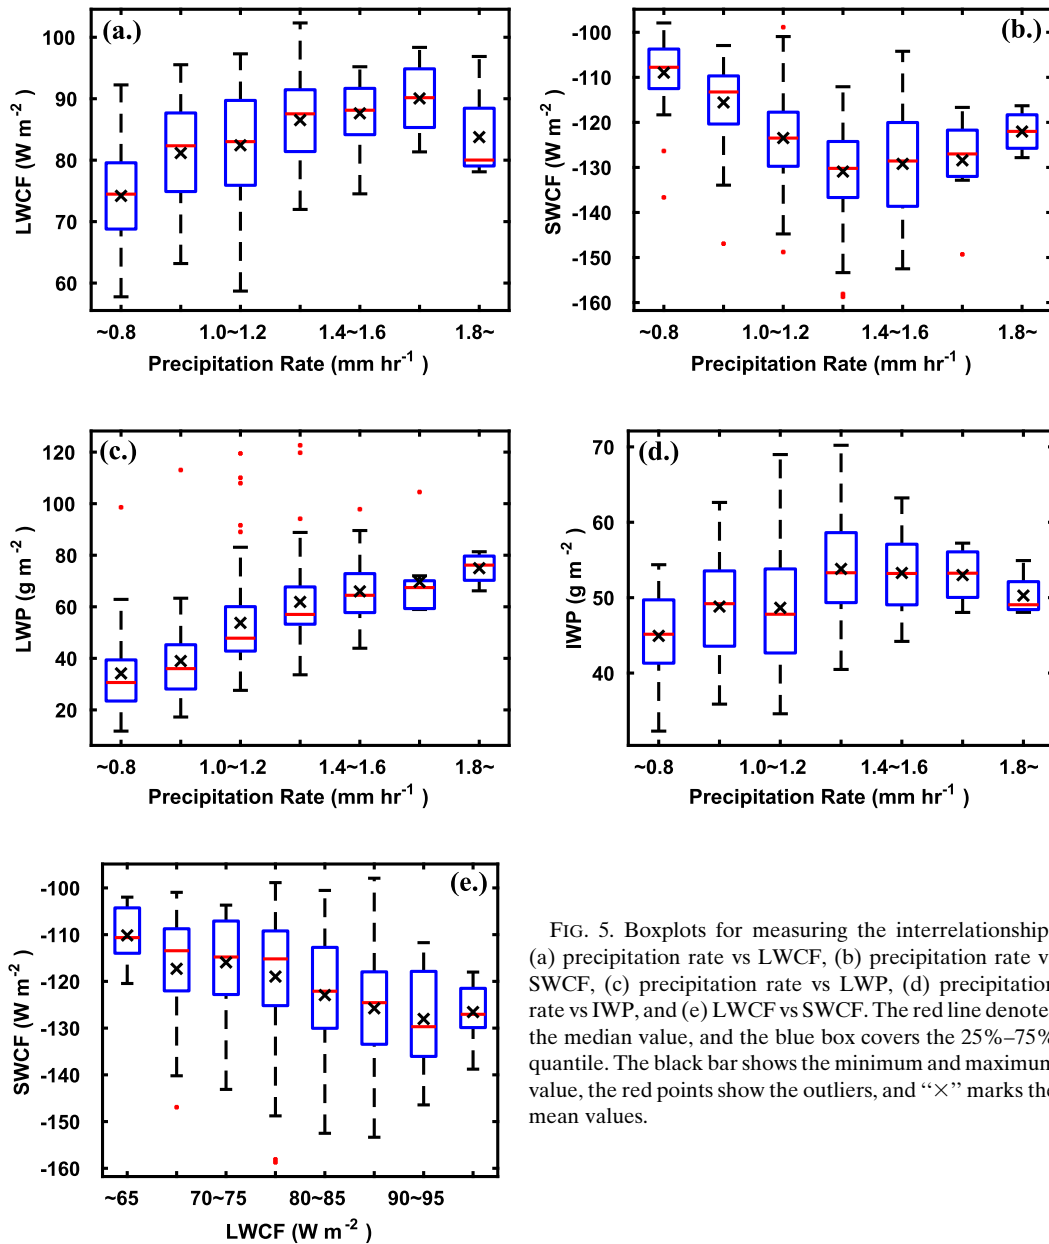 (a.)
100
90
80
70
60
LWCF (W m-2)
~0.8
1.0~1.2
1.4~1.6
1.8~
Precipitation Rate (mm hr-1 )
(b.)
-100
-110
-120
-130
-140
-150
-160
SWCF (W m-2 )
~0.8
1.0~1.2
1.4~1.6
1.8~
Precipitation Rate (mm hr-1 )
(c.)
120
100
80
60
40
20
LWP (g m-2 )
~0.8
1.0~1.2
1.4~1.6
1.8~
Precipitation Rate (mm hr-1 )
(d.)
70
60
50
40
IWP (g m-2 )
~0.8
1.0~1.2
1.4~1.6
1.8~
Precipitation Rate (mm hr-1 )
(e.)
-100
-110
-120
-130
-140
-150
-160
SWCF (W m-2 )
~65
70~75
80~85
90~95
LWCF (W m-2 )
FIG. 5. Boxplots for measuring the interrelationship
(a) precipitation rate vs LWCF, (b) precipitation rate v
SWCF, (c) precipitation rate vs LWP, (d) precipitation
rate vs IWP, and (e) LWCF vs SWCF. The red line denote
the median value, and the blue box covers the 25%–75%
quantile. The black bar shows the minimum and maximum
value, the red points show the outliers, and “×” marks the
mean values.